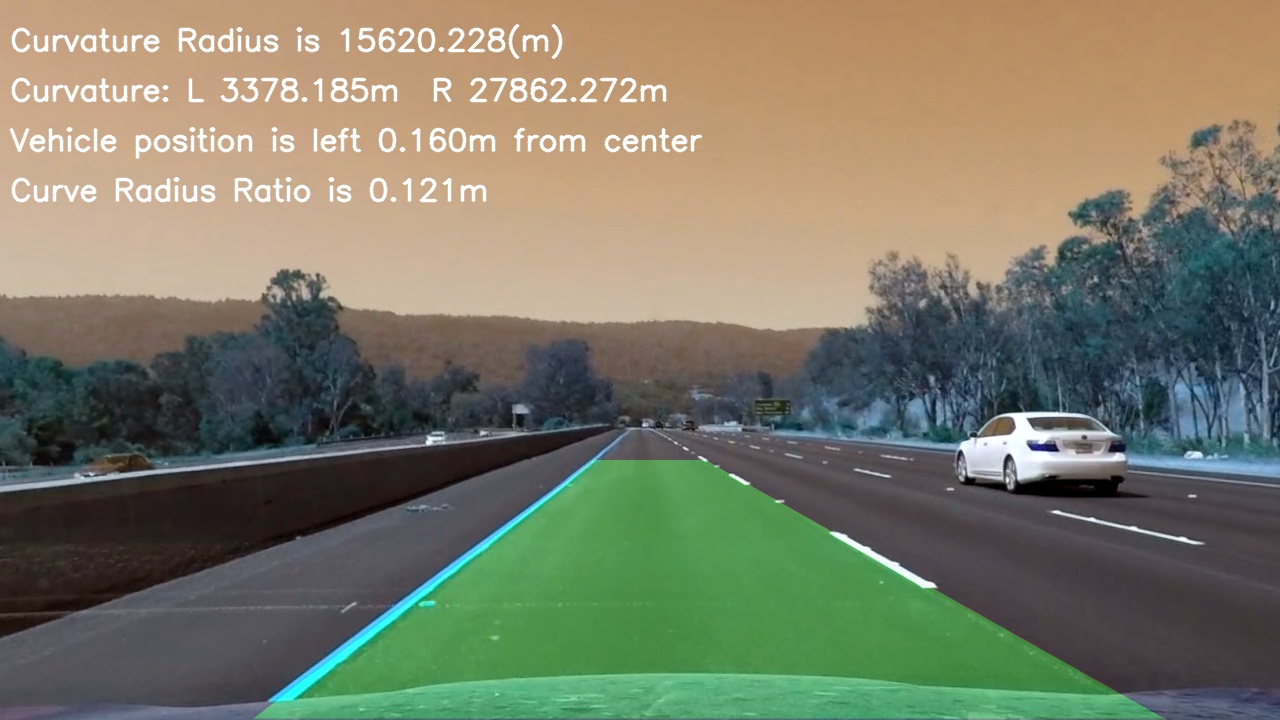 Curvature Radius is 15620.228(m)
Curvature: L 3378.185m R 27862.272m
Vehicle position is left 0.160m from center
Curve Radius Ratio is 0.121m